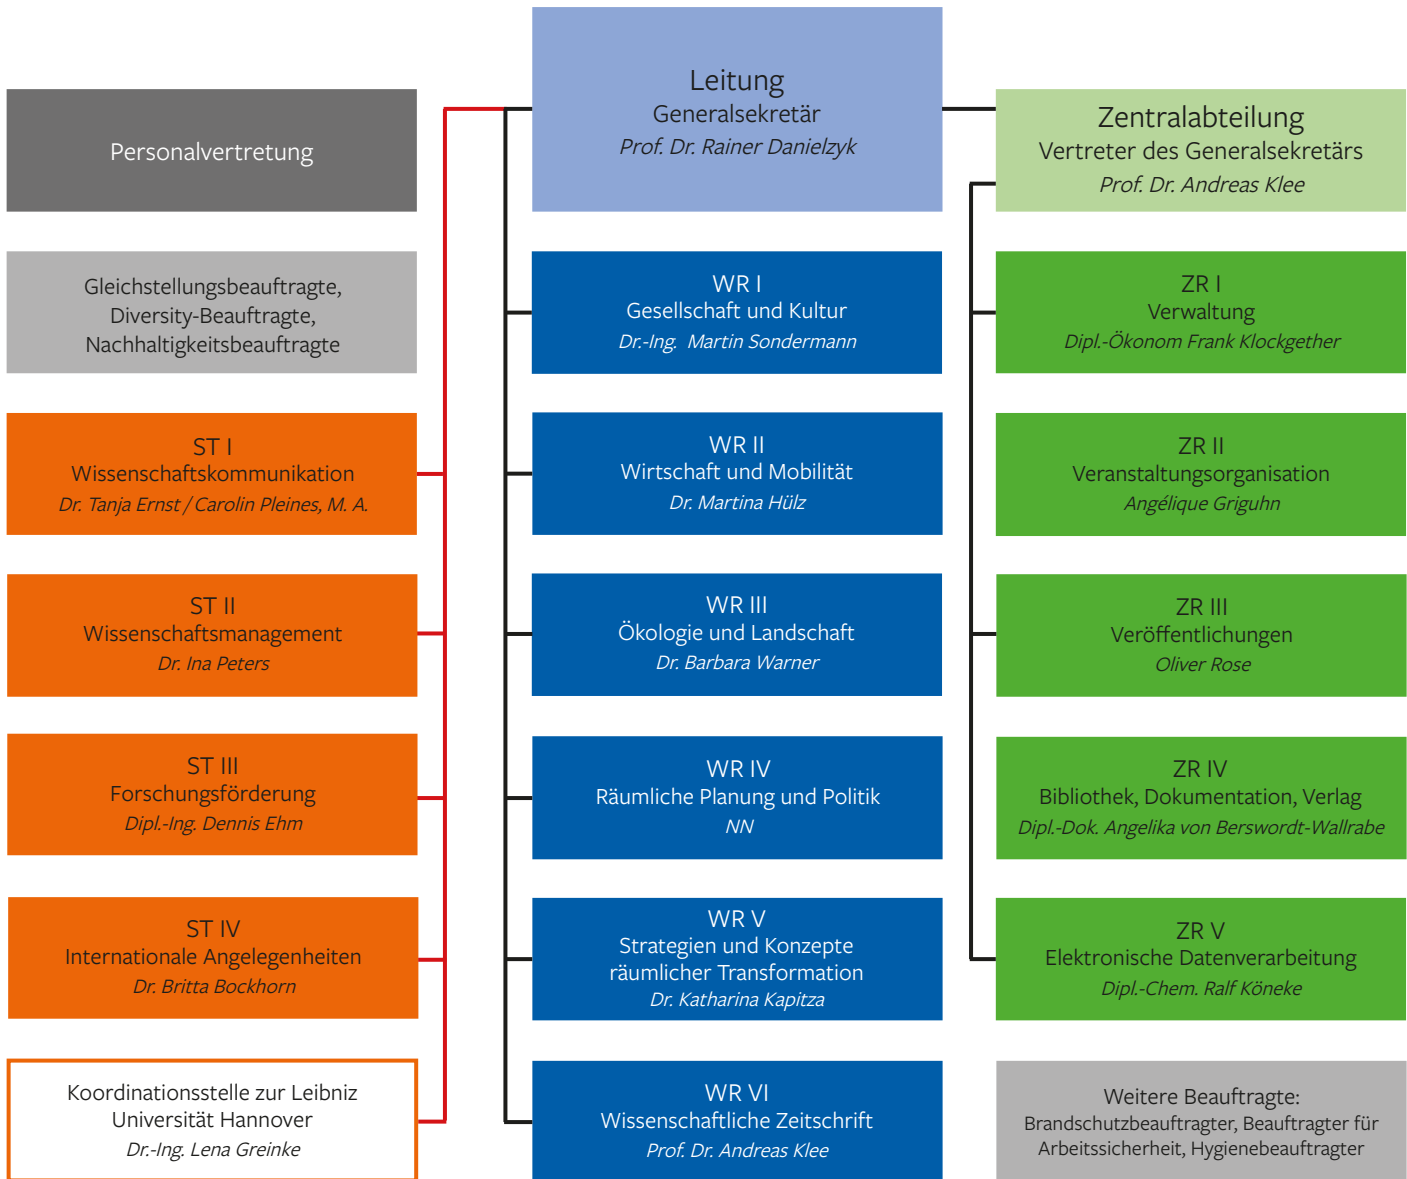 Leitung
Generalsekretär
Prof. Dr. Rainer Danielzyk
Personalvertretung
Zentralabteilung
Vertreter des Generalsekretärs
Prof. Dr. Andreas Klee
Gleichstellungsbeauftragte,
Diversity-Beauftragte,
Nachhaltigkeitsbeauftragte
WR I
Gesellschaft und Kultur
Dr.-Ing. Martin Sondermann
ZR I
Verwaltung
Dipl.-Ökonom Frank Klockgether
ST I
Wissenschaftskommunikation
Dr. Tanja Ernst / Carolin Pleines, M. A.
WR II
Wirtschaft und Mobilität
Dr. Martina Hülz
ZR II
Veranstaltungsorganisation
Angélique Griguhn
ST II
Wissenschaftsmanagement
Dr. Ina Peters
WR III
Ökologie und Landschaft
Dr. Barbara Warner
ZR III
Veröffentlichungen
Oliver Rose
ST III
Forschungsförderung
Dipl.-Ing. Dennis Ehm
WR IV
Räumliche Planung und Politik
NN
ZR IV
Bibliothek, Dokumentation, Verlag
Dipl.-Dok. Angelika von Berswordt-Wallrabe
ST IV
Internationale Angelegenheiten
Dr. Britta Bockhorn
WR V
Strategien und Konzepte
räumlicher Transformation
Dr. Katharina Kapitza
ZR V
Elektronische Datenverarbeitung
Dipl.-Chem. Ralf Köneke
Koordinationsstelle zur Leibniz
Universität Hannover
Dr.-Ing. Lena Greinke
WR VI
Wissenschaftliche Zeitschrift
Prof. Dr. Andreas Klee
Weitere Beauftragte:
Brandschutzbeauftragter, Beauftragter für
Arbeitssicherheit, Hygienebeauftragter